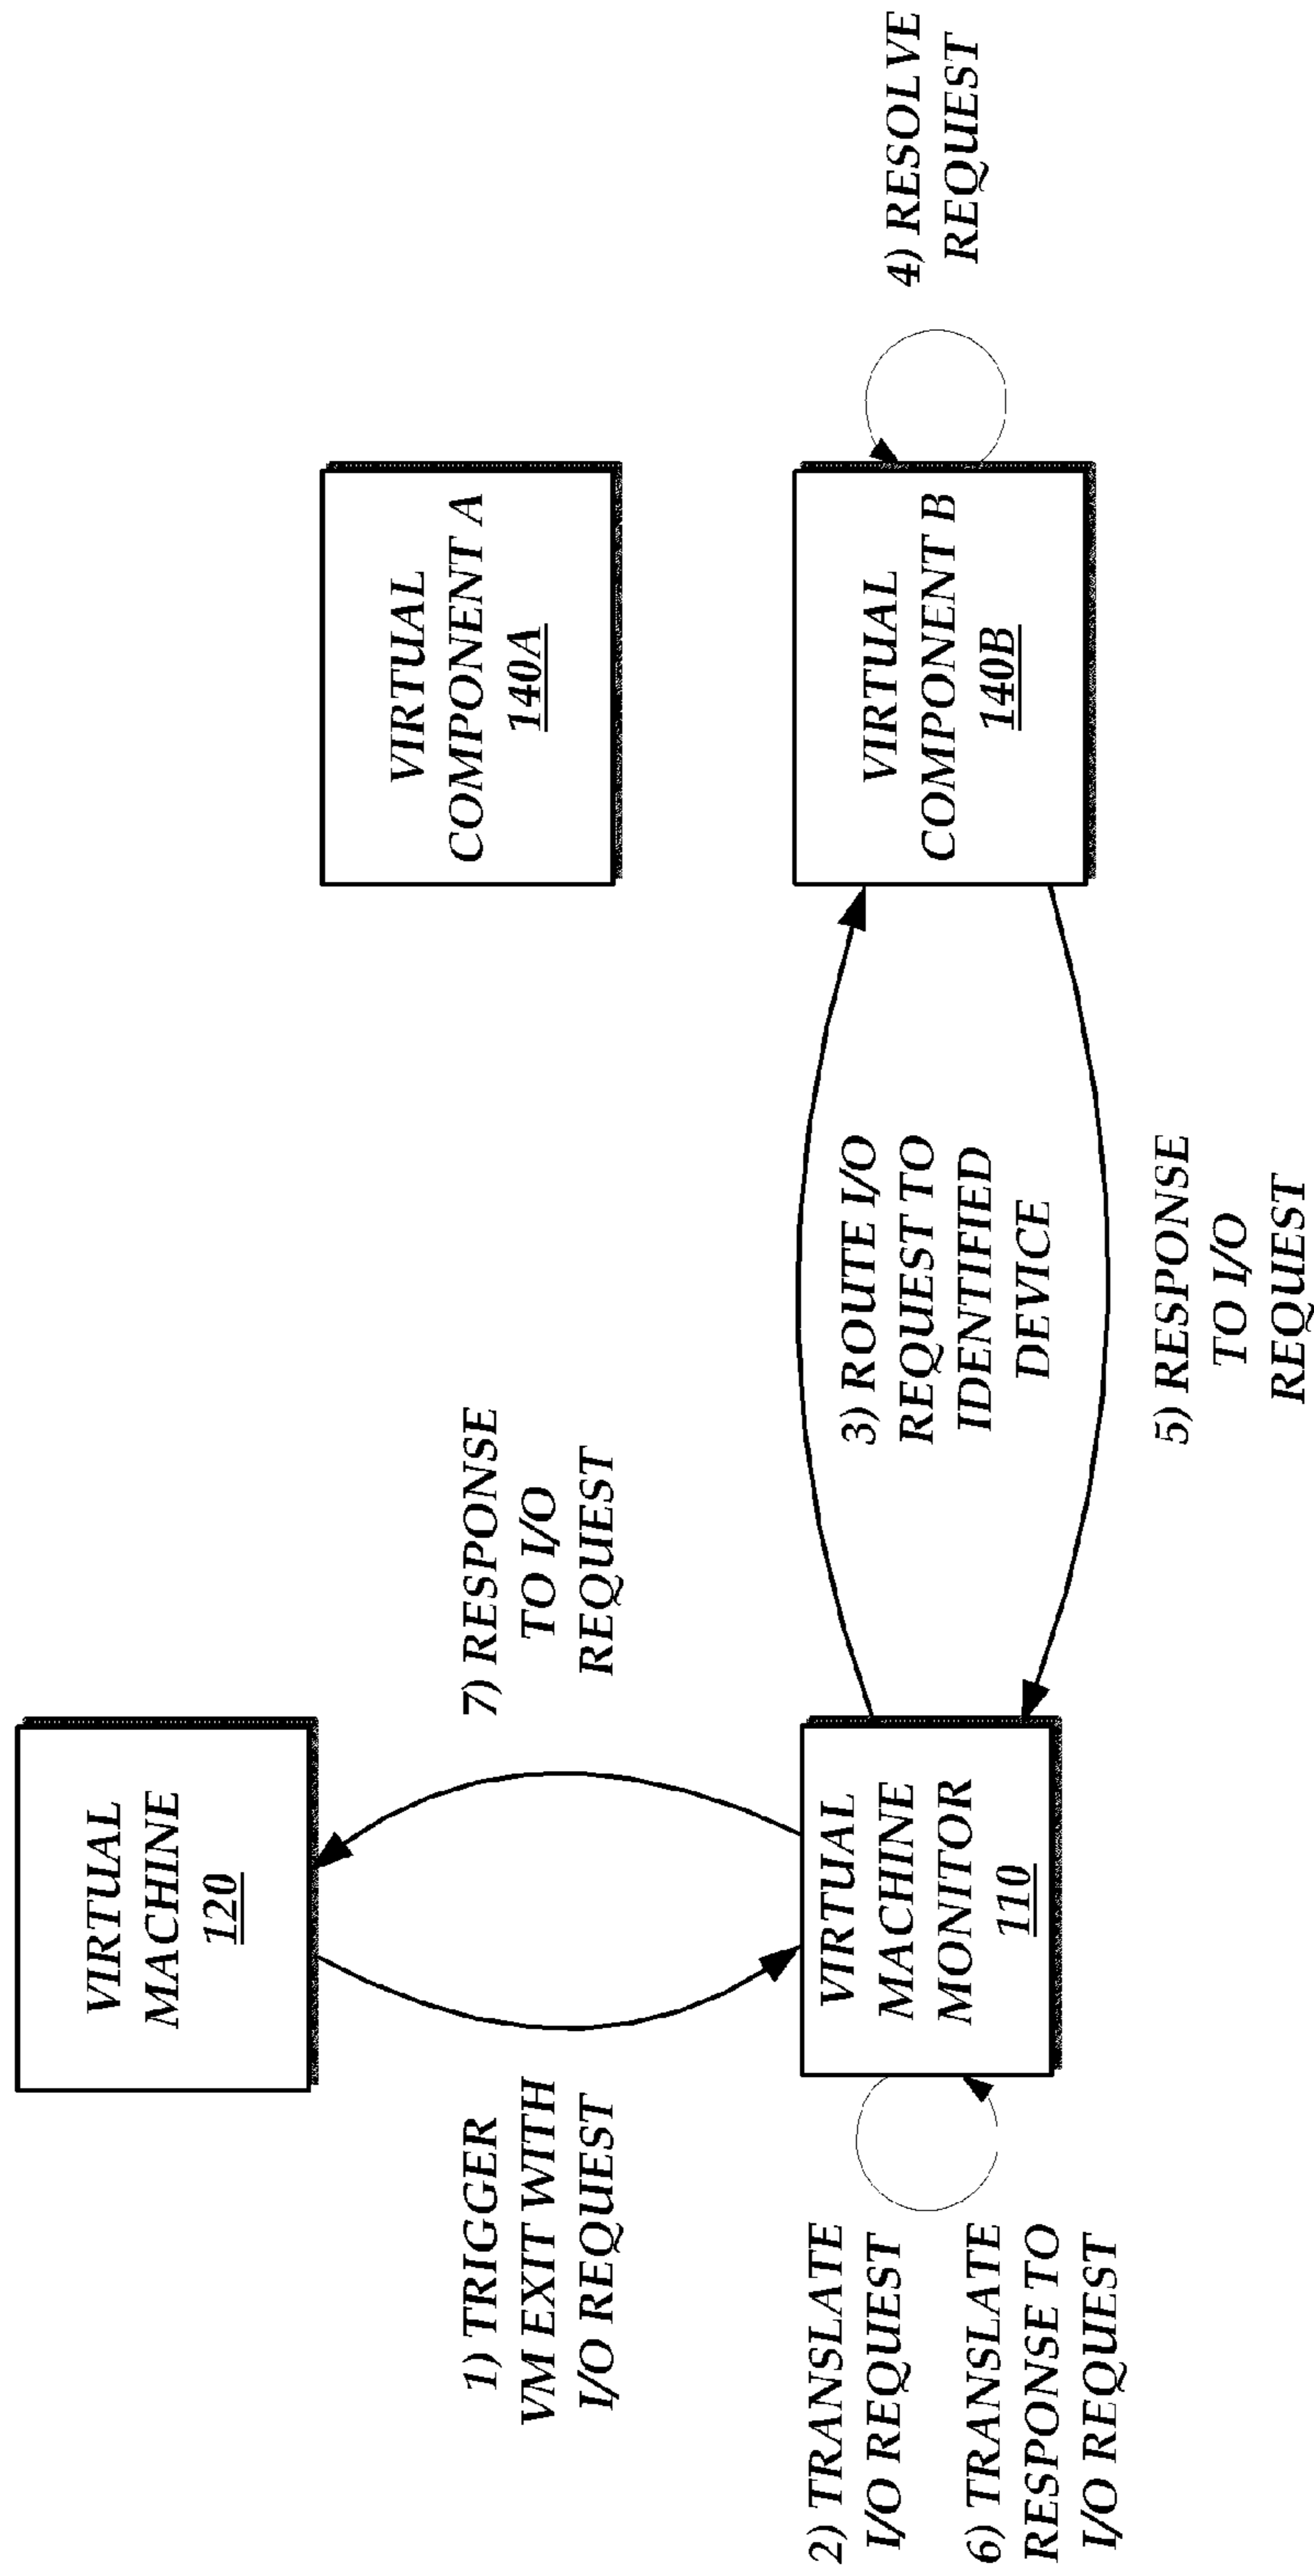 VIRTUAL
MACHINE
120
1) TRIGGER
VM EXIT WITH
I/O REQUEST
7) RESPONSE
TO I/O
REQUEST
VIRTUAL
COMPONENT A
140A
2) TRANSLATE
I/O REQUEST
6) TRANSLATE
RESPONSE TO
I/O REQUEST
VIRTUAL
MACHINE
MONITOR
110
3) ROUTE I/O
REQUEST TO
IDENTIFIED
DEVICE
5) RESPONSE
TO I/O
REQUEST
VIRTUAL
COMPONENT B
140B
4) RESOLVE
REQUEST